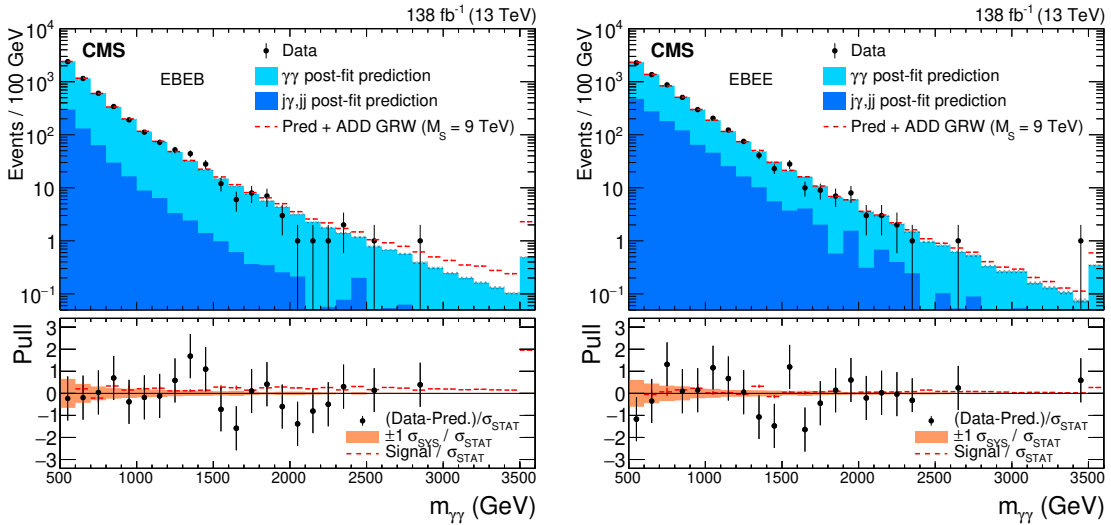 138 fb⁻¹ (13 TeV)
CMS
EBEB
Data
γγ post-fit prediction
jγ,jj post-fit prediction
Pred + ADD GRW (M_S = 9 TeV)
Events / 100 GeV
10⁴
10³
10²
10
1
10⁻¹
Pull
3
2
1
0
−1
−2
−3
(Data-Pred.)/σ_STAT
±1 σ_SYS / σ_STAT
Signal / σ_STAT
500 1000 1500 2000 2500 3000 3500
m_γγ (GeV)
138 fb⁻¹ (13 TeV)
CMS
EBEE
Data
γγ post-fit prediction
jγ,jj post-fit prediction
Pred + ADD GRW (M_S = 9 TeV)
Events / 100 GeV
10⁴
10³
10²
10
1
10⁻¹
Pull
3
2
1
0
−1
−2
−3
(Data-Pred.)/σ_STAT
±1 σ_SYS / σ_STAT
Signal / σ_STAT
500 1000 1500 2000 2500 3000 3500
m_γγ (GeV)